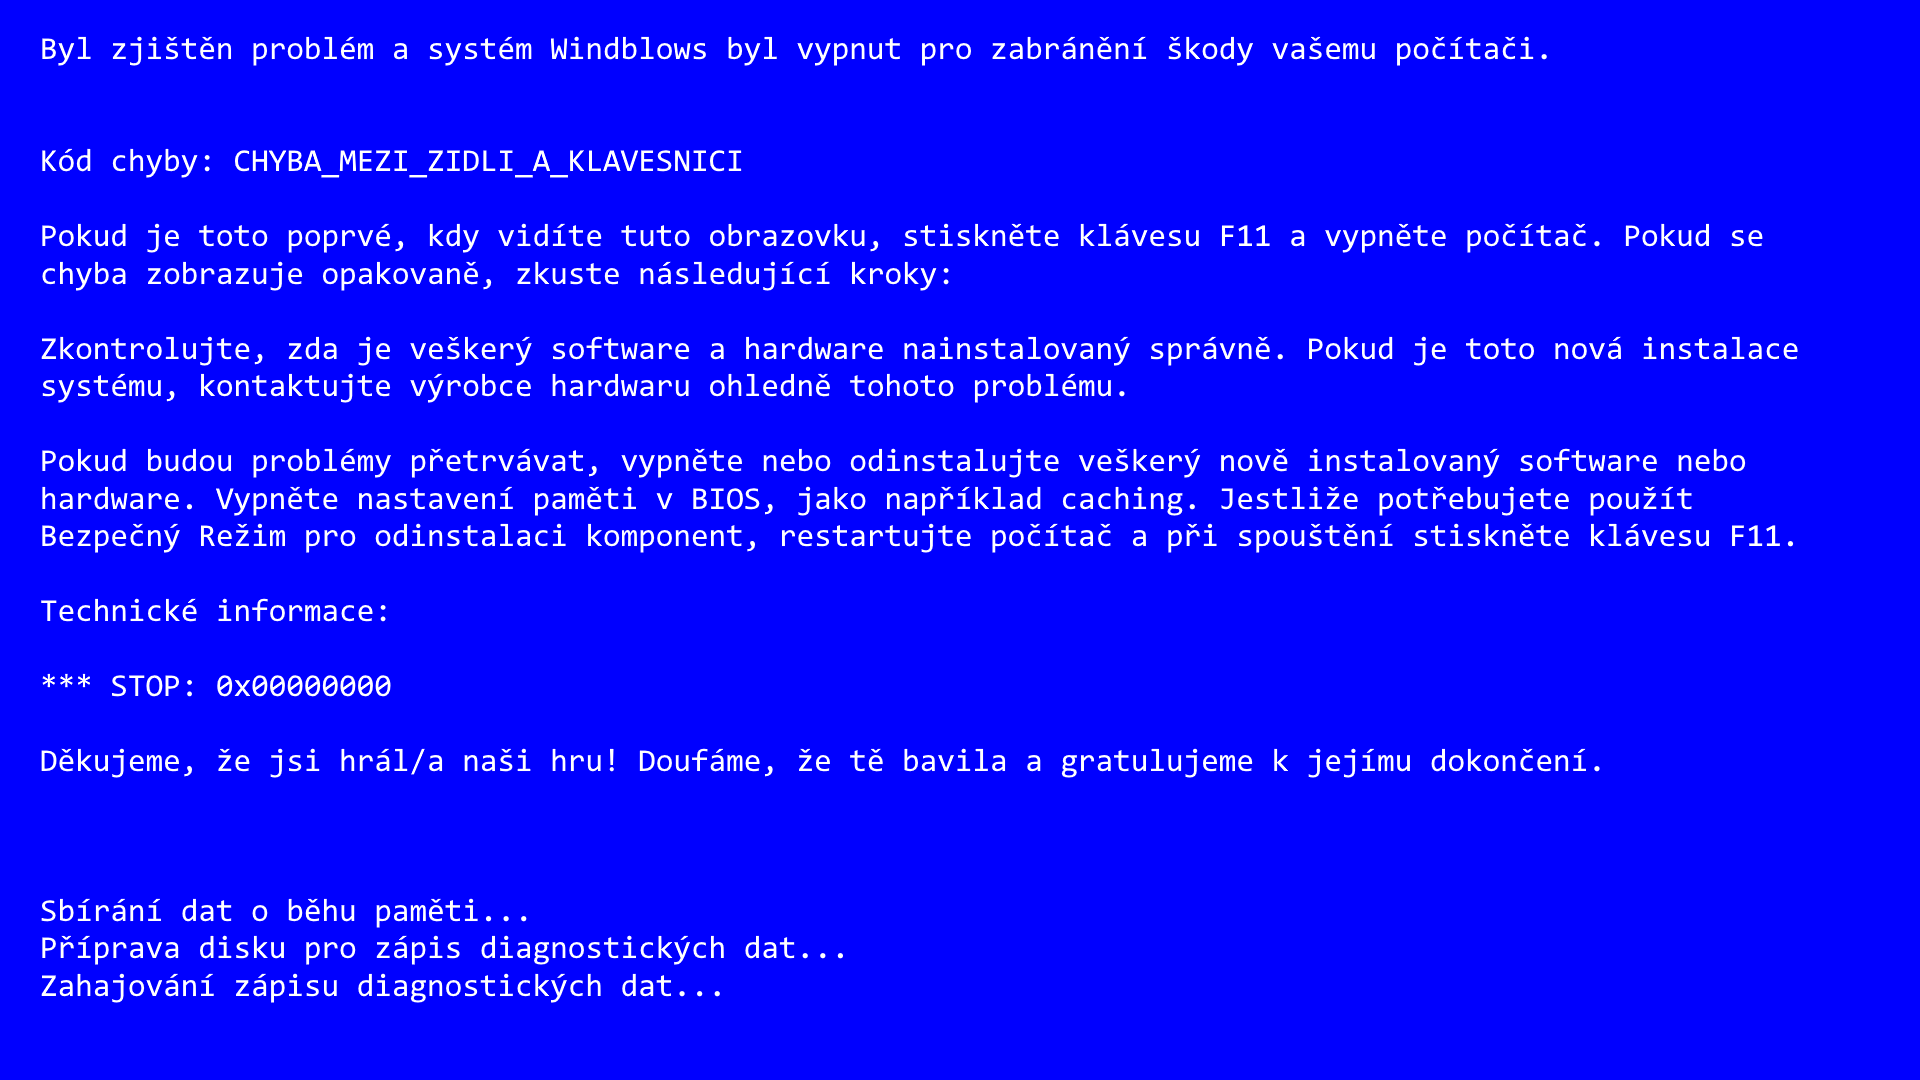 Byl zjištěn problém a systém Windblows byl vypnut pro zabránění škody vašemu počítači.
Kód chyby: CHYBA_MEZI_ZIDLI_A_KLAVESNICI
Pokud je toto poprvé, kdy vidíte tuto obrazovku, stiskněte klávesu F11 a vypněte počítač. Pokud se
chyba zobrazuje opakovaně, zkuste následující kroky:
Zkontrolujte, zda je veškerý software a hardware nainstalovaný správně. Pokud je toto nová instalace
systému, kontaktujte výrobce hardwaru ohledně tohoto problému.
Pokud budou problémy přetrvávat, vypněte nebo odinstalujte veškerý nově instalovaný software nebo
hardware. Vypněte nastavení paměti v BIOS, jako například caching. Jestliže potřebujete použít
Bezpečný Režim pro odinstalaci komponent, restartujte počítač a při spouštění stiskněte klávesu F11.
Technické informace:
*** STOP: 0x00000000
Děkujeme, že jsi hrál/a naši hru! Doufáme, že tě bavila a gratulujeme k jejímu dokončení.
Sbírání dat o běhu paměti...
Příprava disku pro zápis diagnostických dat...
Zahajování zápisu diagnostických dat...